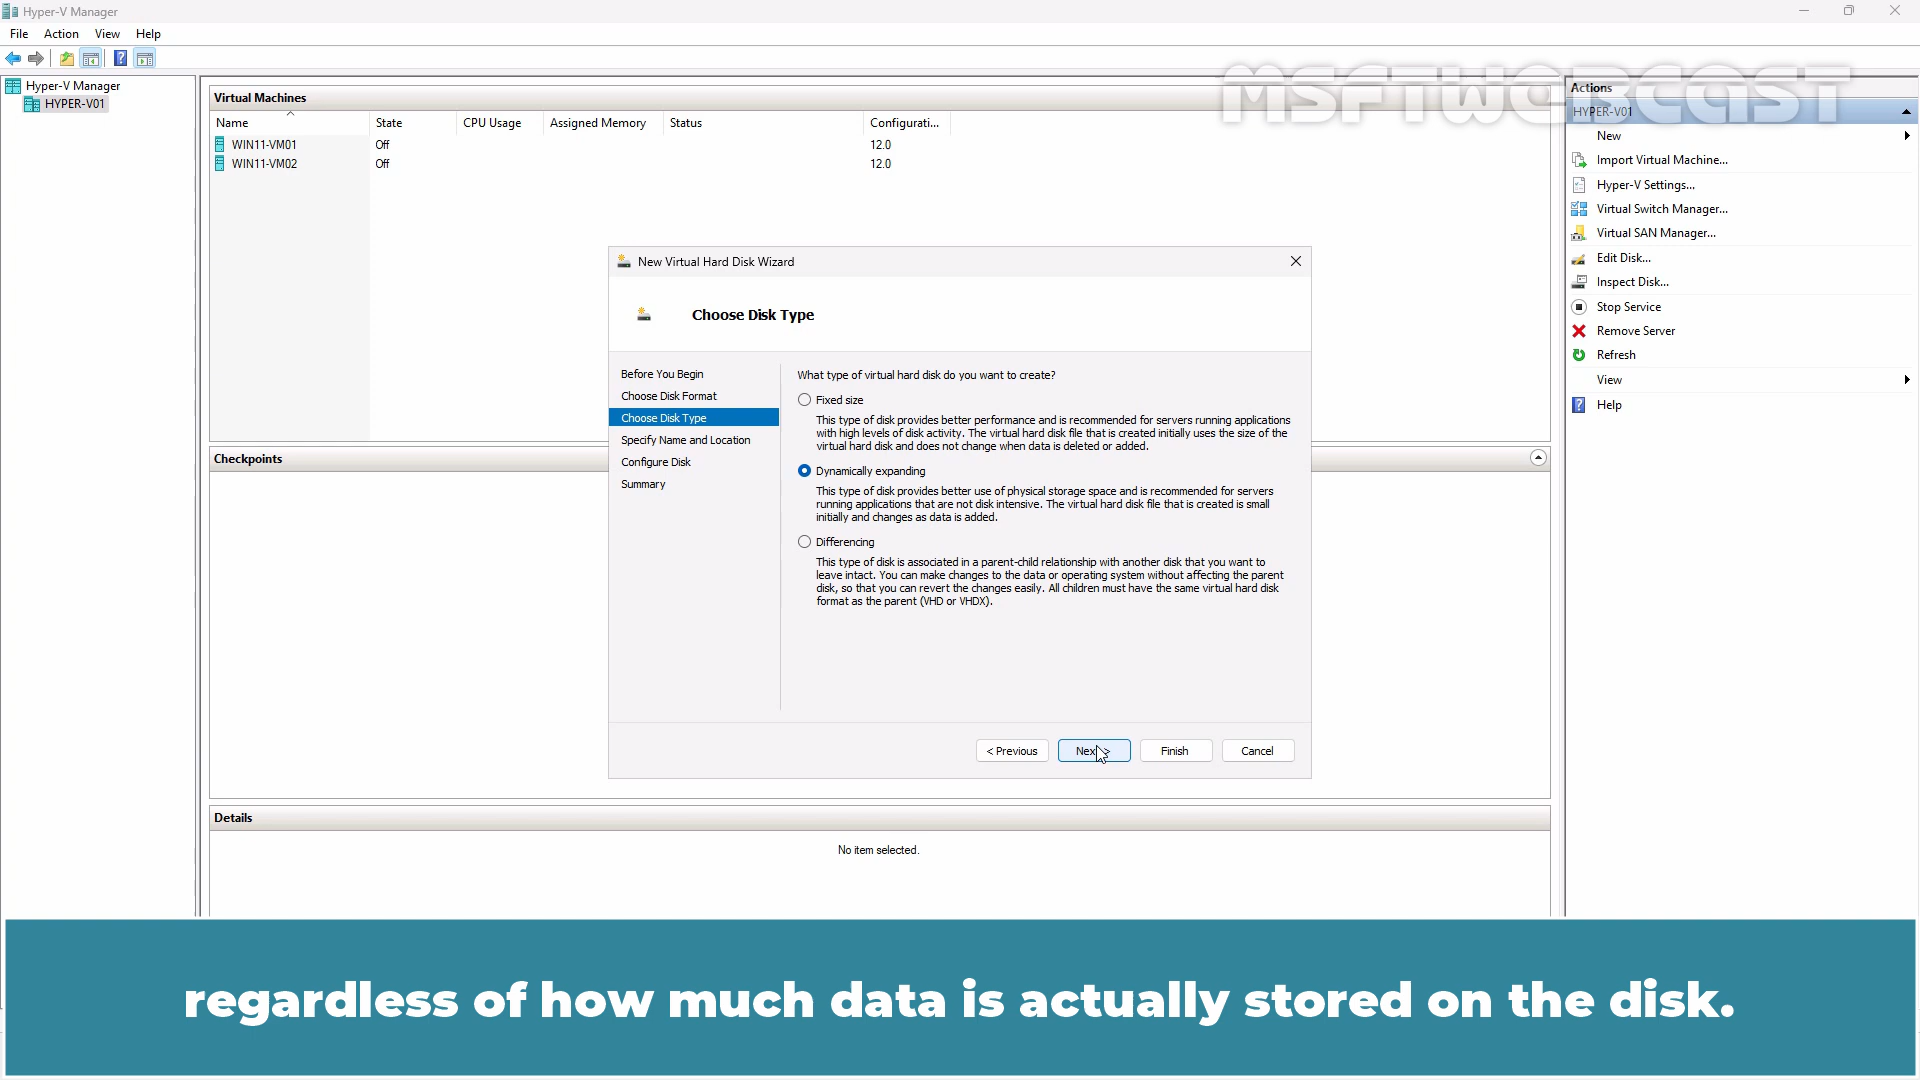 Hyper-V Manager
File Action View Help
Hyper-V Manager
HYPER-V01
Virtual Machines
Name State CPU Usage Assigned Memory Status Configurati...
WIN11-VM01 Off 12.0
WIN11-VM02 Off 12.0
Checkpoints
Details
No item selected.
MSFTWEBCAST
Actions
HYPER-V01
New
Import Virtual Machine...
Hyper-V Settings...
Virtual Switch Manager...
Virtual SAN Manager...
Edit Disk...
Inspect Disk...
Stop Service
Remove Server
Refresh
View
Help
New Virtual Hard Disk Wizard
Choose Disk Type
Before You Begin
Choose Disk Format
Choose Disk Type
Specify Name and Location
Configure Disk
Summary
What type of virtual hard disk do you want to create?
Fixed size
This type of disk provides better performance and is recommended for servers running applications
with high levels of disk activity. The virtual hard disk file that is created initially uses the size of the
virtual hard disk and does not change when data is deleted or added.
Dynamically expanding
This type of disk provides better use of physical storage space and is recommended for servers
running applications that are not disk intensive. The virtual hard disk file that is created is small
initially and changes as data is added.
Differencing
This type of disk is associated in a parent-child relationship with another disk that you want to
leave intact. You can make changes to the data or operating system without affecting the parent
disk, so that you can revert the changes easily. All children must have the same virtual hard disk
format as the parent (VHD or VHDX).
< Previous Next > Finish Cancel
regardless of how much data is actually stored on the disk.